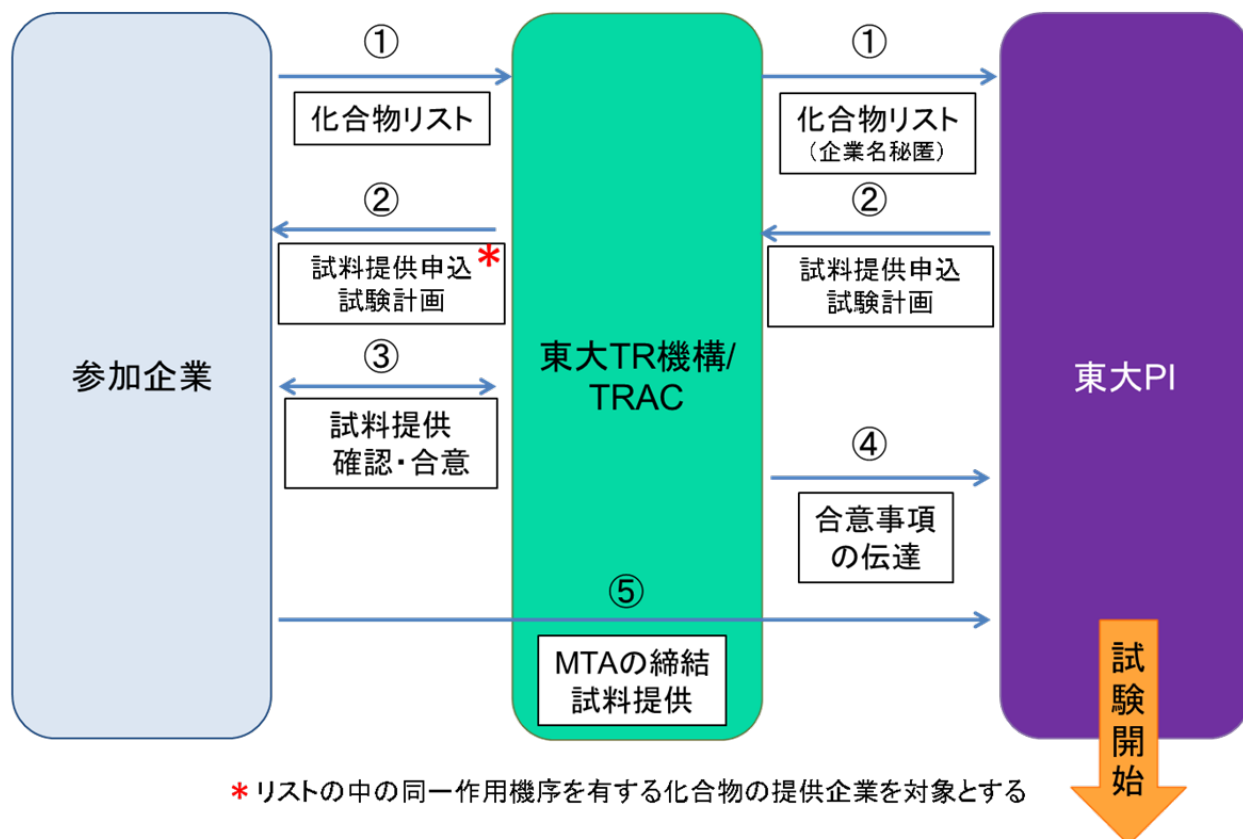 ①
①
化合物リスト
化合物リスト
(企業名秘匿)
②
②
試料提供申込*
試験計画
試料提供申込
試験計画
参加企業
③
東大TR機構/
TRAC
東大PI
試料提供
確認・合意
④
合意事項
の伝達
⑤
MTAの締結
試料提供
試験開始
* リストの中の同一作用機序を有する化合物の提供企業を対象とする